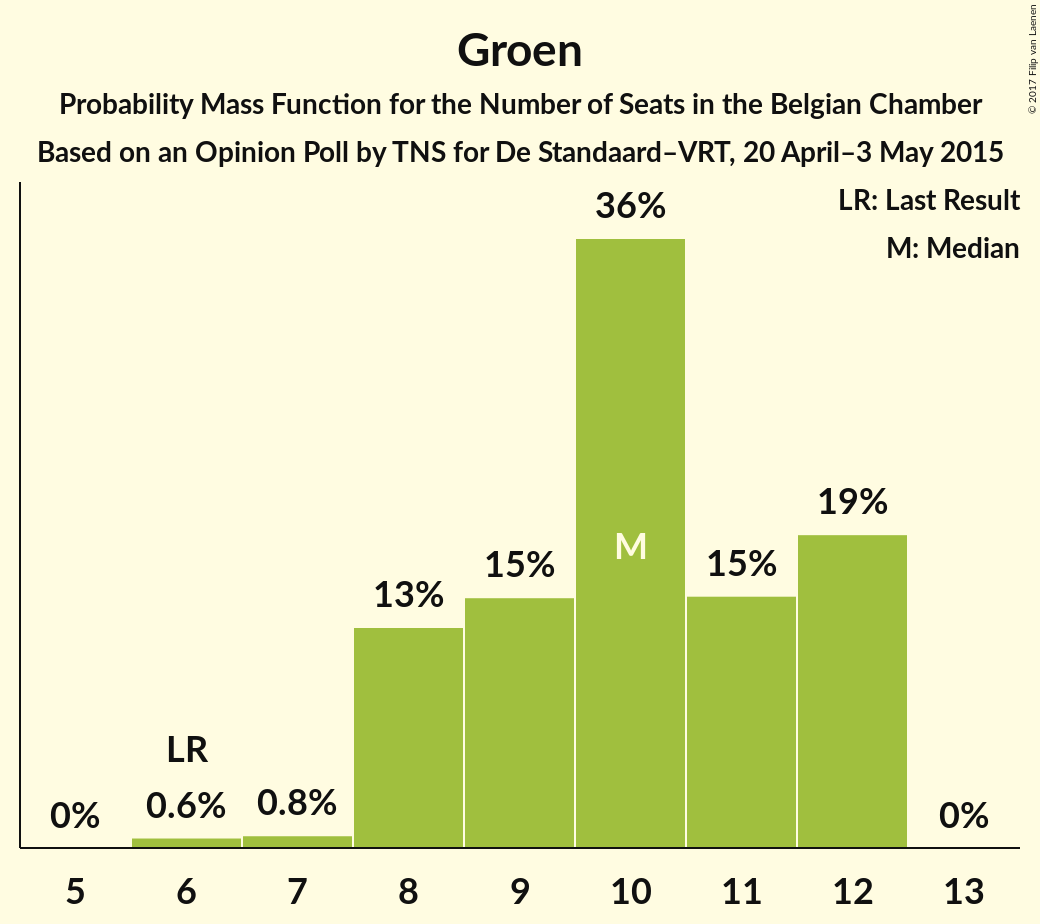 Groen
Probability Mass Function for the Number of Seats in the Belgian Chamber
Based on an Opinion Poll by TNS for De Standaard–VRT, 20 April–3 May 2015
© 2017 Filip van Laenen
LR: Last Result
M: Median
36%
19%
15%
15%
13%
M
LR
0%
0.6%
0.8%
0%
5 6 7 8 9 10 11 12 13